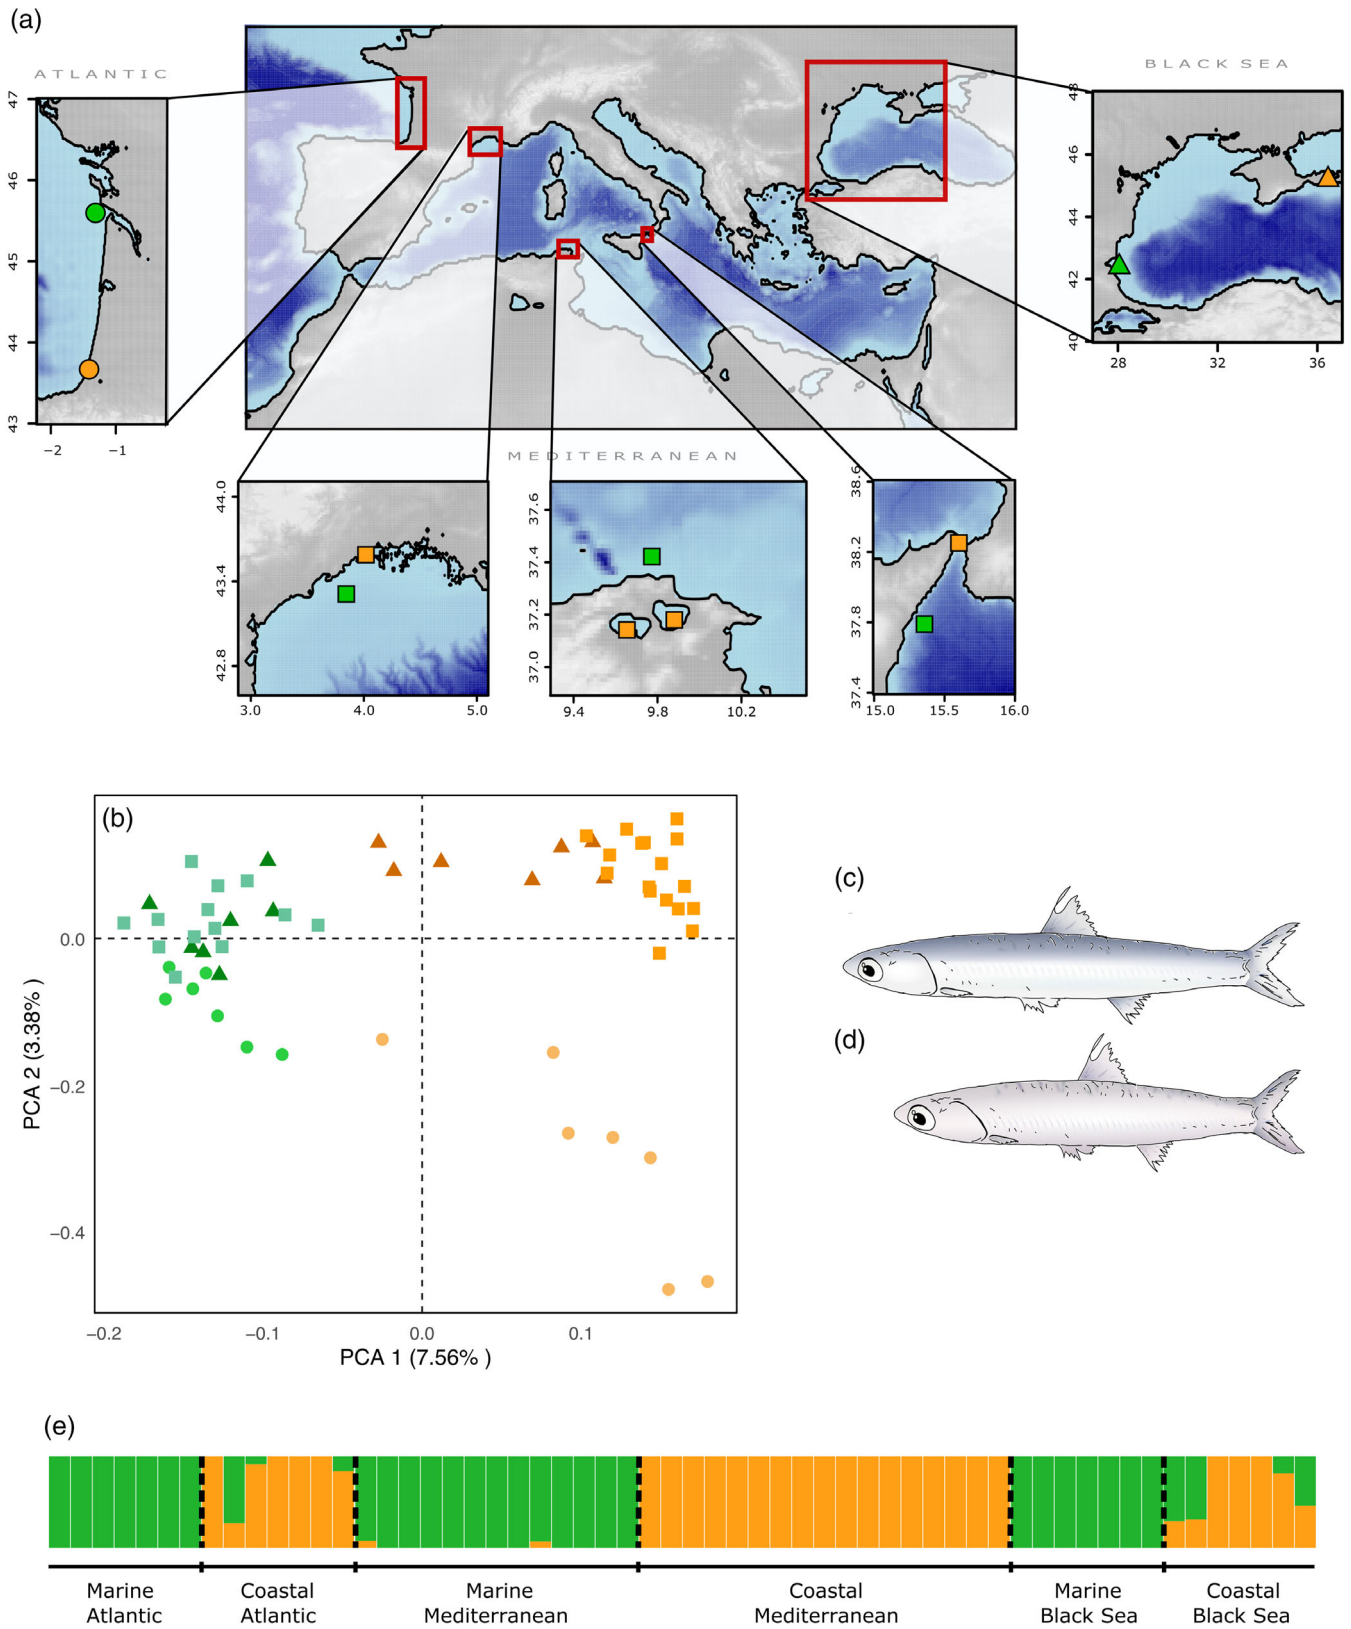 (a)
ATLANTIC
47
46
45
44
43
−2 −1
BLACK SEA
48
46
44
42
40
28 32 36
MEDITERRANEAN
44.0
43.4
42.8
3.0 4.0 5.0
37.6
37.4
37.2
37.0
9.4 9.8 10.2
38.6
38.2
37.8
37.4
15.0 15.5 16.0
(b)
0.0
−0.2
−0.4
PCA 2 (3.38% )
−0.2 −0.1 0.0 0.1
PCA 1 (7.56% )
(c)
(d)
(e)
Marine
Atlantic
Coastal
Atlantic
Marine
Mediterranean
Coastal
Mediterranean
Marine
Black Sea
Coastal
Black Sea